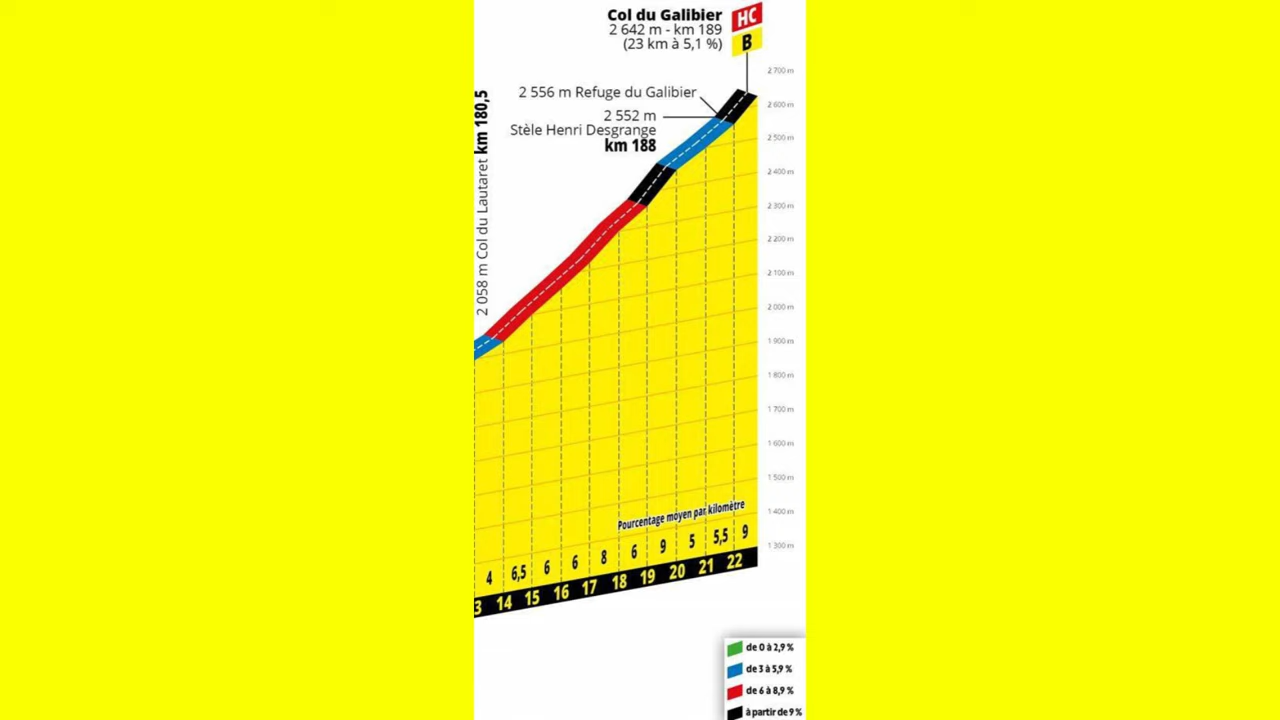 Col du Galibier
2 642 m - km 189
(23 km à 5,1 %)
HC
B
2 556 m Refuge du Galibier
2 552 m
Stèle Henri Desgrange
km 188
2 058 m Col du Lautaret km 180,5
2 700 m
2 600 m
2 500 m
2 400 m
2 300 m
2 200 m
2 100 m
2 000 m
1 900 m
1 800 m
1 700 m
1 600 m
1 500 m
1 400 m
1 300 m
Pourcentage moyen par kilomètre
4 6,5 6 6 8 6 9 5 5,5 9
3 14 15 16 17 18 19 20 21 22
de 0 à 2,9 %
de 3 à 5,9 %
de 6 à 8,9 %
à partir de 9 %